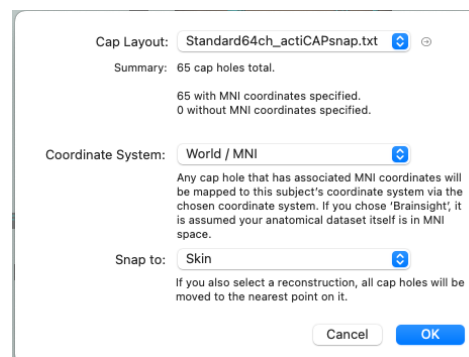 Cap Layout: Standard64ch_actiCAPsnap.txt
Summary: 65 cap holes total.
65 with MNI coordinates specified.
0 without MNI coordinates specified.
Coordinate System: World / MNI
Any cap hole that has associated MNI coordinates will
be mapped to this subject's coordinate system via the
chosen coordinate system. If you chose 'Brainsight', it
is assumed your anatomical dataset itself is in MNI
space.
Snap to: Skin
If you also select a reconstruction, all cap holes will be
moved to the nearest point on it.
Cancel OK